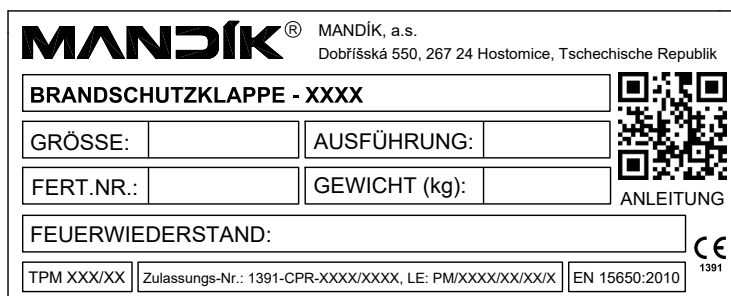 MANDÍK® MANDÍK, a.s.
Dobříšská 550, 267 24 Hostomice, Tschechische Republik
BRANDSCHUTZKLAPPE - XXXX
GRÖSSE: AUSFÜHRUNG:
FERT.NR.: GEWICHT (kg):
ANLEITUNG
FEUERWIEDERSTAND:
CE
1391
TPM XXX/XX Zulassungs-Nr.: 1391-CPR-XXXX/XXXX, LE: PM/XXXX/XX/XX/X EN 15650:2010